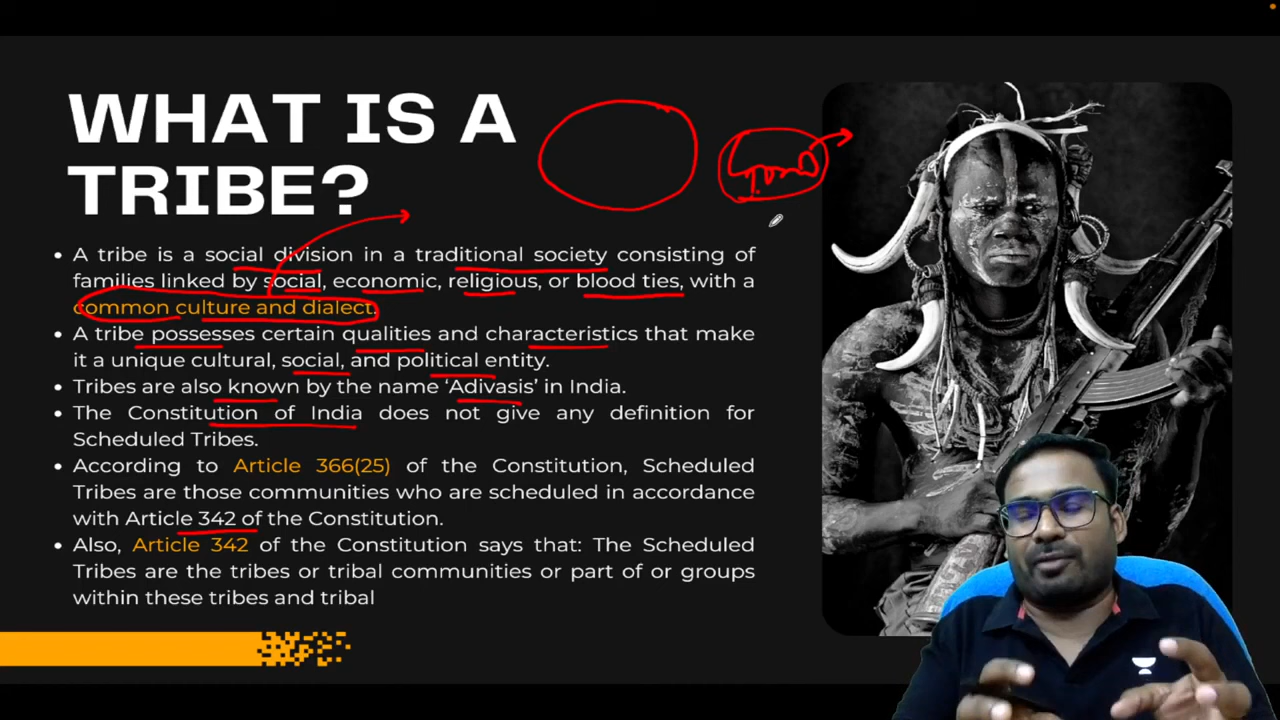 WHAT IS A
TRIBE?
• A tribe is a social division in a traditional society consisting of
families linked by social, economic, religious, or blood ties, with a
common culture and dialect.
• A tribe possesses certain qualities and characteristics that make
it a unique cultural, social, and political entity.
• Tribes are also known by the name ‘Adivasis’ in India.
• The Constitution of India does not give any definition for
Scheduled Tribes.
• According to Article 366(25) of the Constitution, Scheduled
Tribes are those communities who are scheduled in accordance
with Article 342 of the Constitution.
• Also, Article 342 of the Constitution says that: The Scheduled
Tribes are the tribes or tribal communities or part of or groups
within these tribes and tribal